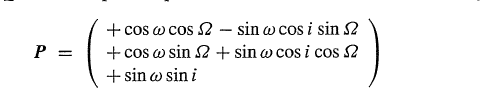 P = ( +cos ω cos Ω − sin ω cos i sin Ω
+cos ω sin Ω + sin ω cos i cos Ω
+sin ω sin i )